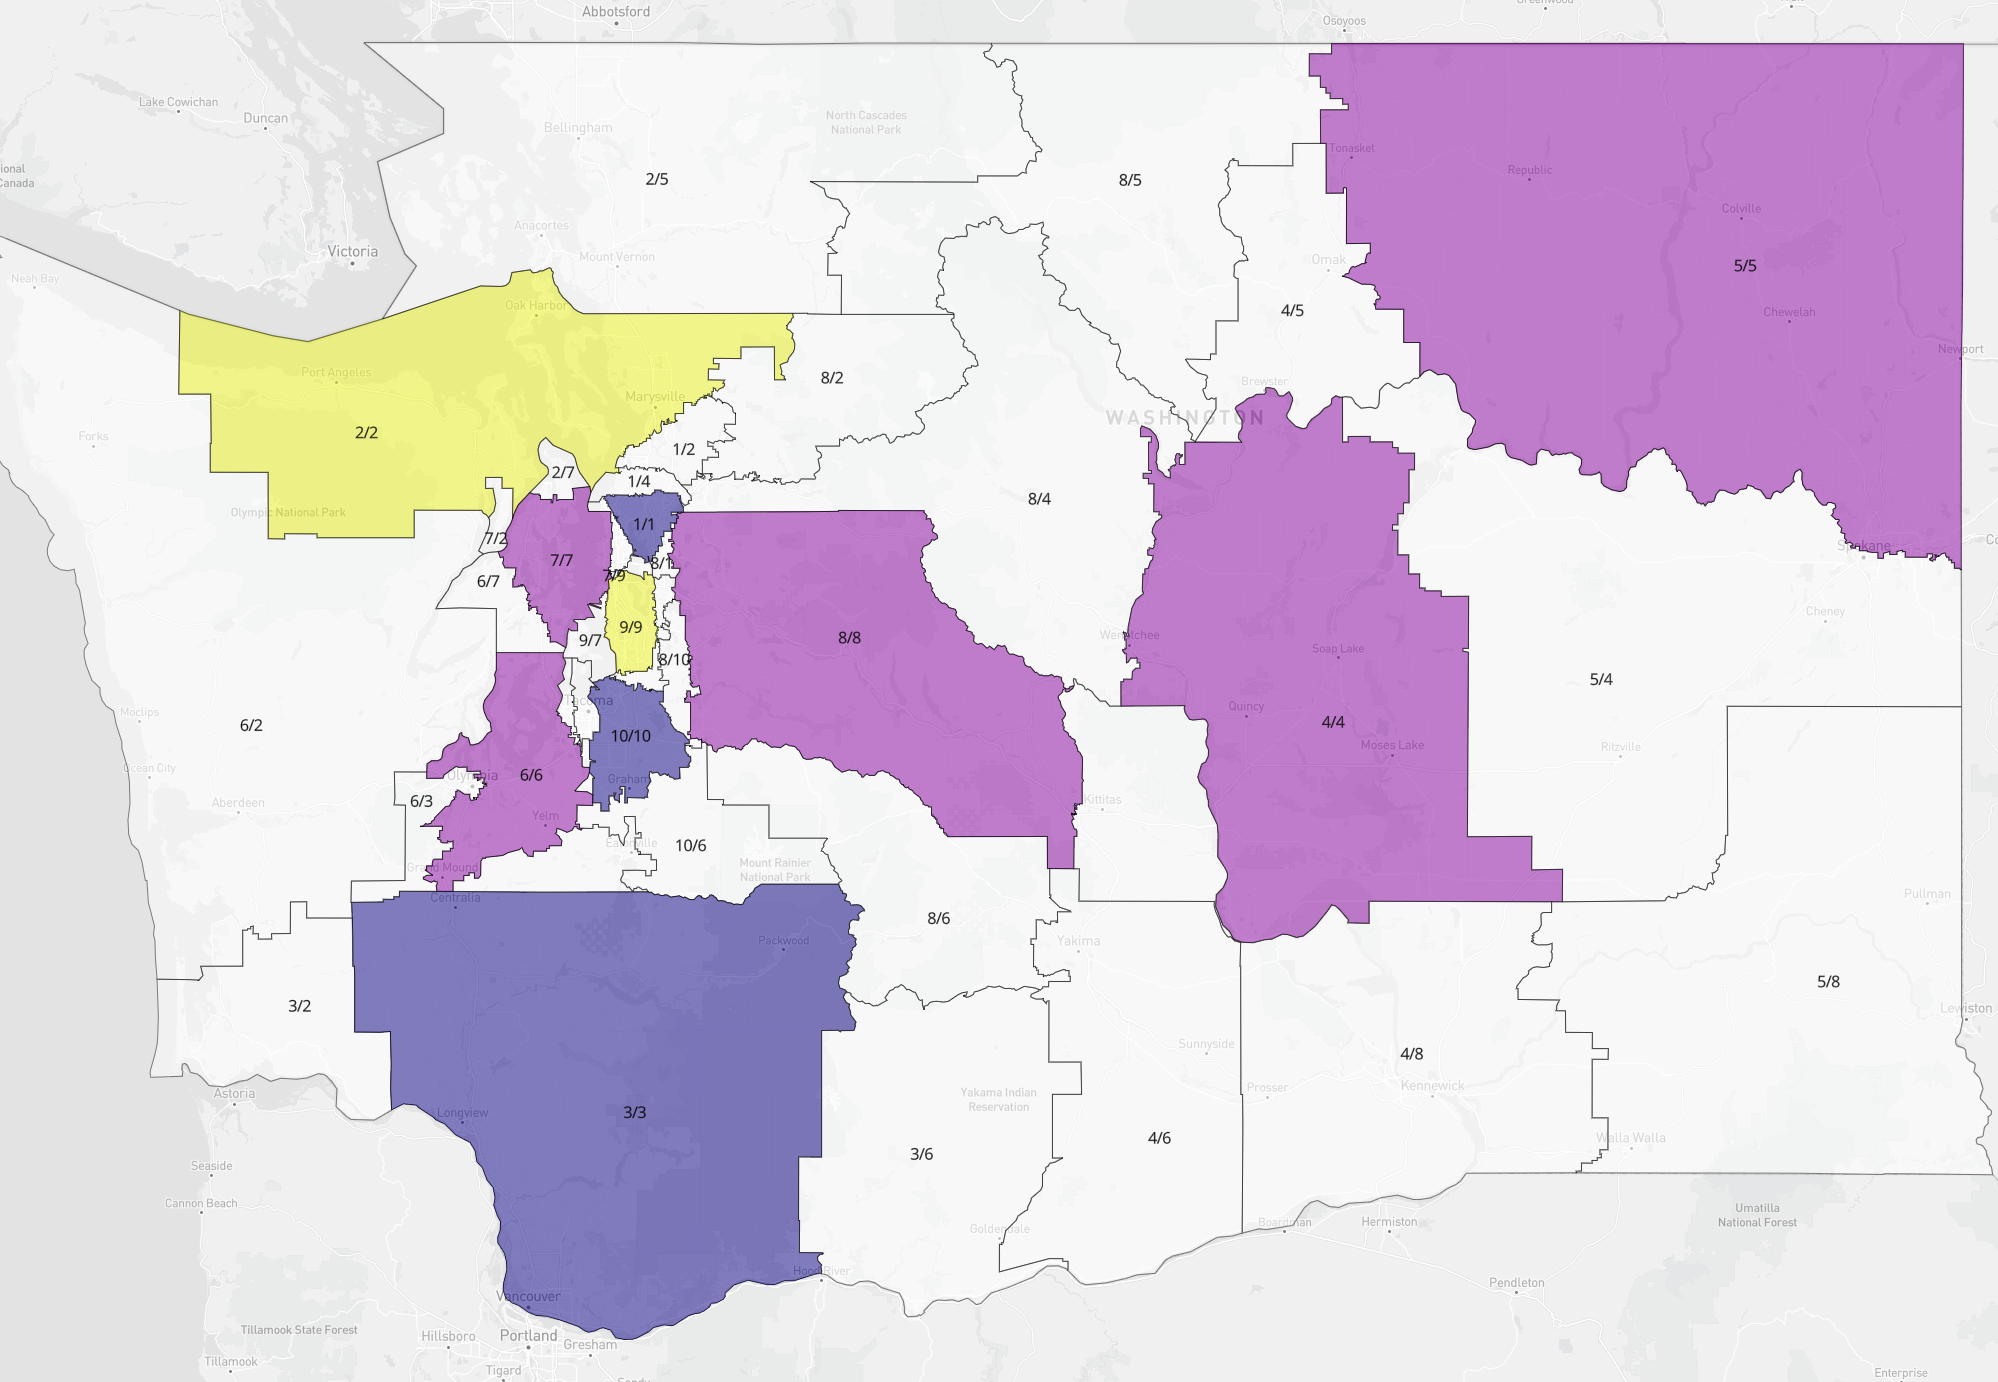 Abbotsford
Osoyoos
Greenwood
Lake Cowichan
Duncan
North Cascades
National Park
Bellingham
Tonasket
ional
Canada
2/5
8/5
Republic
Colville
Anacortes
Victoria
Mount Vernon
Omak
5/5
Neah Bay
Oak Harbor
4/5
Chewelah
Newport
Port Angeles
8/2
Brewster
Marysville
WASHINGTON
Forks
2/2
1/2
2/7
1/4
8/4
Olympic National Park
1/1
7/2
Spokane
Co
7/7
8/1
7/9
6/7
Cheney
9/9
9/7
8/8
Wenatchee
Soap Lake
8/10
5/4
Tacoma
Moclips
Quincy
6/2
4/4
10/10
Moses Lake
Ritzville
Ocean City
Olympia
6/6
Graham
Aberdeen
6/3
Kittitas
Yelm
Eatonville
10/6
Mount Rainier
National Park
Grand Mound
Centralia
Pullman
8/6
Packwood
Yakima
5/8
3/2
Lewiston
Sunnyside
4/8
Astoria
Prosser
Kennewick
Yakama Indian
Reservation
Longview
3/3
4/6
Walla Walla
3/6
Seaside
Cannon Beach
Goldendale
Boardman
Hermiston
Umatilla
National Forest
Hood River
Pendleton
Vancouver
Tillamook State Forest
Hillsboro
Portland
Gresham
Tillamook
Tigard
Sandy
Enterprise